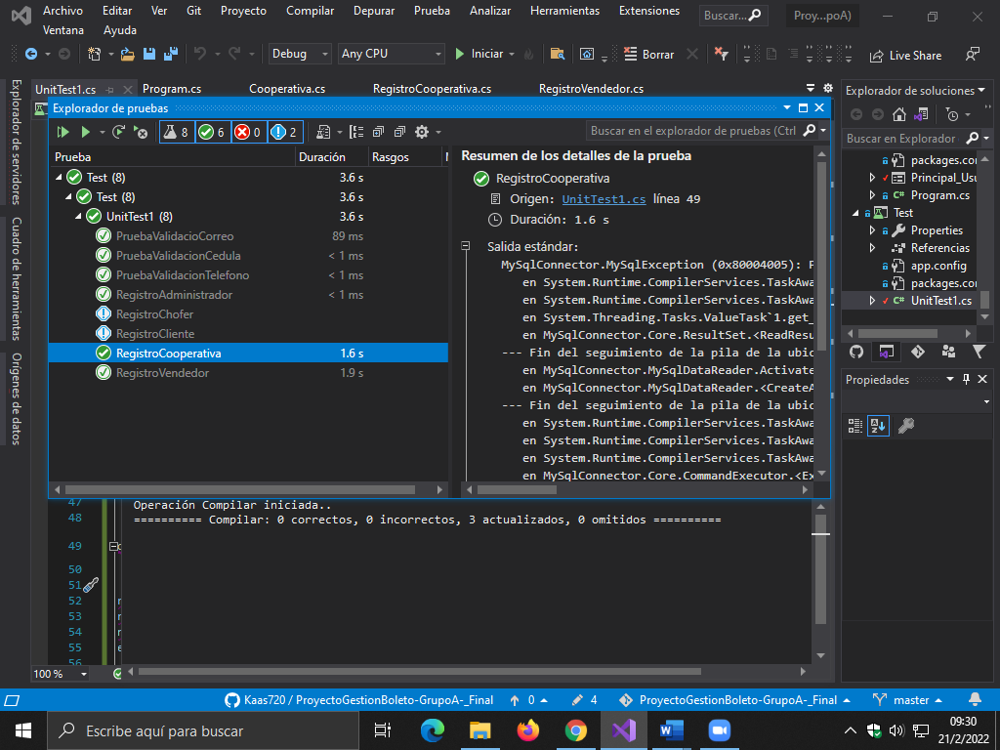 Archivo Editar Ver Git Proyecto Compilar Depurar Prueba Analizar Herramientas Extensiones
Ventana Ayuda
Buscar...
Proy...poA)
Debug Any CPU Iniciar Borrar Live Share
UnitTest1.cs Program.cs Cooperativa.cs RegistroCooperativa.cs RegistroVendedor.cs
Explorador de servidores
Cuadro de herramientas
Orígenes de datos
Explorador de pruebas
8 6 0 2
Buscar en el explorador de pruebas (Ctrl
Prueba Duración Rasgos
Test (8) 3.6 s
Test (8) 3.6 s
UnitTest1 (8) 3.6 s
PruebaValidacioCorreo 89 ms
PruebaValidacionCedula < 1 ms
PruebaValidacionTelefono < 1 ms
RegistroAdministrador < 1 ms
RegistroChofer
RegistroCliente
RegistroCooperativa 1.6 s
RegistroVendedor 1.9 s
Resumen de los detalles de la prueba
RegistroCooperativa
Origen: UnitTest1.cs línea 49
Duración: 1.6 s
Salida estándar:
MySqlConnector.MySqlException (0x80004005):
en System.Runtime.CompilerServices.TaskAwa
en System.Runtime.CompilerServices.TaskAwa
en System.Threading.Tasks.ValueTask`1.get_
en MySqlConnector.Core.ResultSet.<ReadResu
--- Fin del seguimiento de la pila de la ubic
en MySqlConnector.MySqlDataReader.Activate
en MySqlConnector.MySqlDataReader.<CreateA
--- Fin del seguimiento de la pila de la ubic
en System.Runtime.CompilerServices.TaskAwa
en System.Runtime.CompilerServices.TaskAwa
en System.Runtime.CompilerServices.TaskAwa
en MySqlConnector.Core.CommandExecutor.<Ex
Explorador de soluciones
Buscar en Explorador
packages.co
Principal_Usu
Program.cs
Test
Properties
Referencias
app.config
packages.co
UnitTest1.cs
Propiedades
47
48
49
50
51
52
53
54
55
56
Operación Compilar iniciada..
========== Compilar: 0 correctos, 0 incorrectos, 3 actualizados, 0 omitidos ==========
100 %
Kaas720 / ProyectoGestionBoleto-GrupoA-_Final 0 4 ProyectoGestionBoleto-GrupoA-_Final master
Escribe aquí para buscar
09:30
21/2/2022